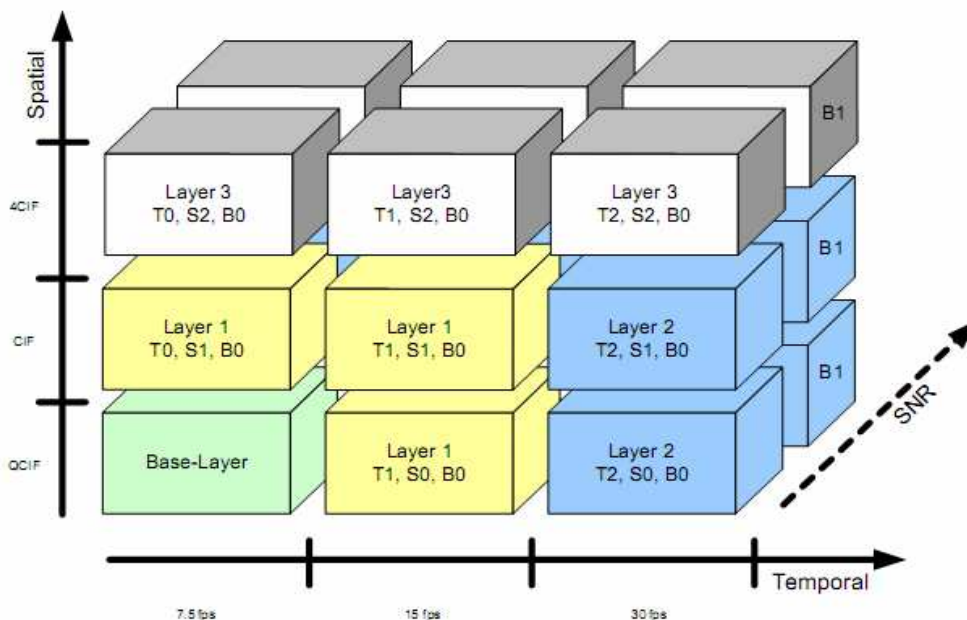 Spatial
B1
Layer 3
T0, S2, B0
Layer3
T1, S2, B0
Layer 3
T2, S2, B0
4CIF
B1
Layer 1
T0, S1, B0
Layer 1
T1, S1, B0
Layer 2
T2, S1, B0
CIF
B1
SNR
Base-Layer
Layer 1
T1, S0, B0
Layer 2
T2, S0, B0
QCIF
Temporal
7.5 fps
15 fps
30 fps